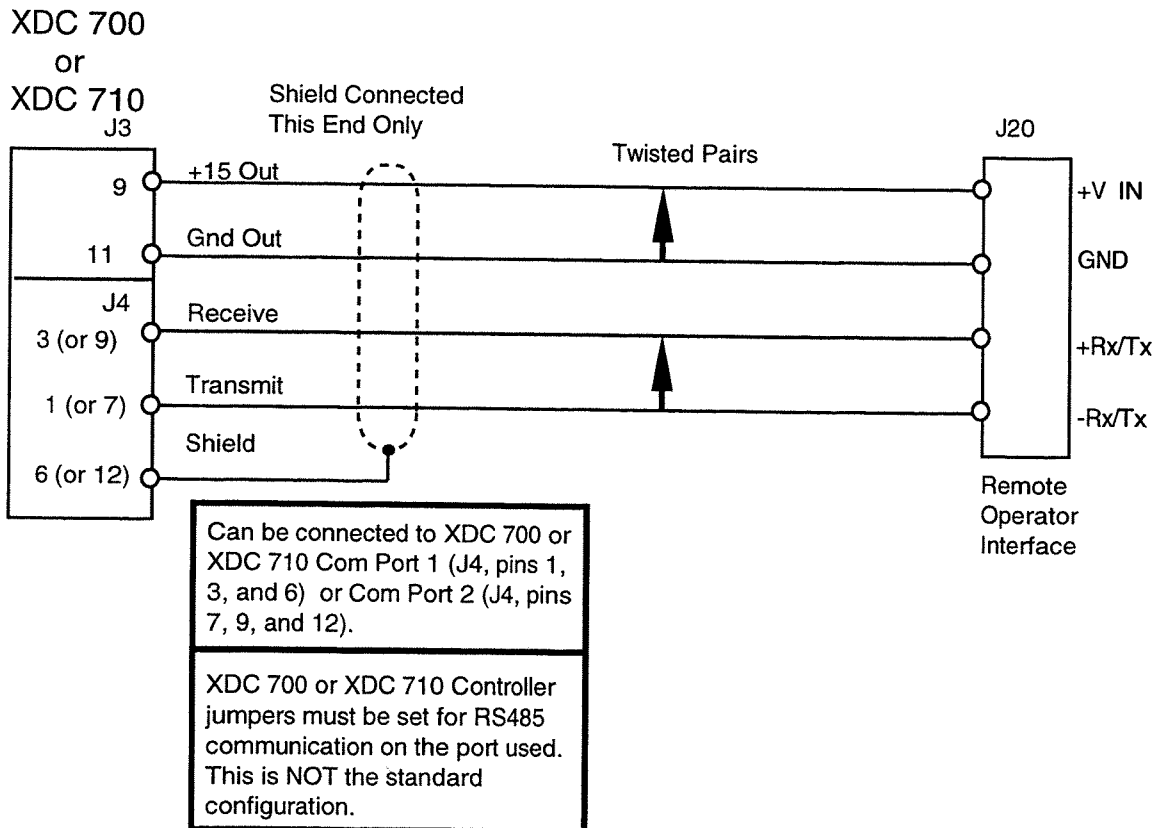 XDC 700
or
XDC 710
J3
Shield Connected
This End Only
Twisted Pairs
J20
9
+15 Out
+V IN
11
Gnd Out
GND
J4
3 (or 9)
Receive
+Rx/Tx
1 (or 7)
Transmit
-Rx/Tx
Shield
6 (or 12)
Remote
Operator
Interface
Can be connected to XDC 700 or
XDC 710 Com Port 1 (J4, pins 1,
3, and 6) or Com Port 2 (J4, pins
7, 9, and 12).
XDC 700 or XDC 710 Controller
jumpers must be set for RS485
communication on the port used.
This is NOT the standard
configuration.